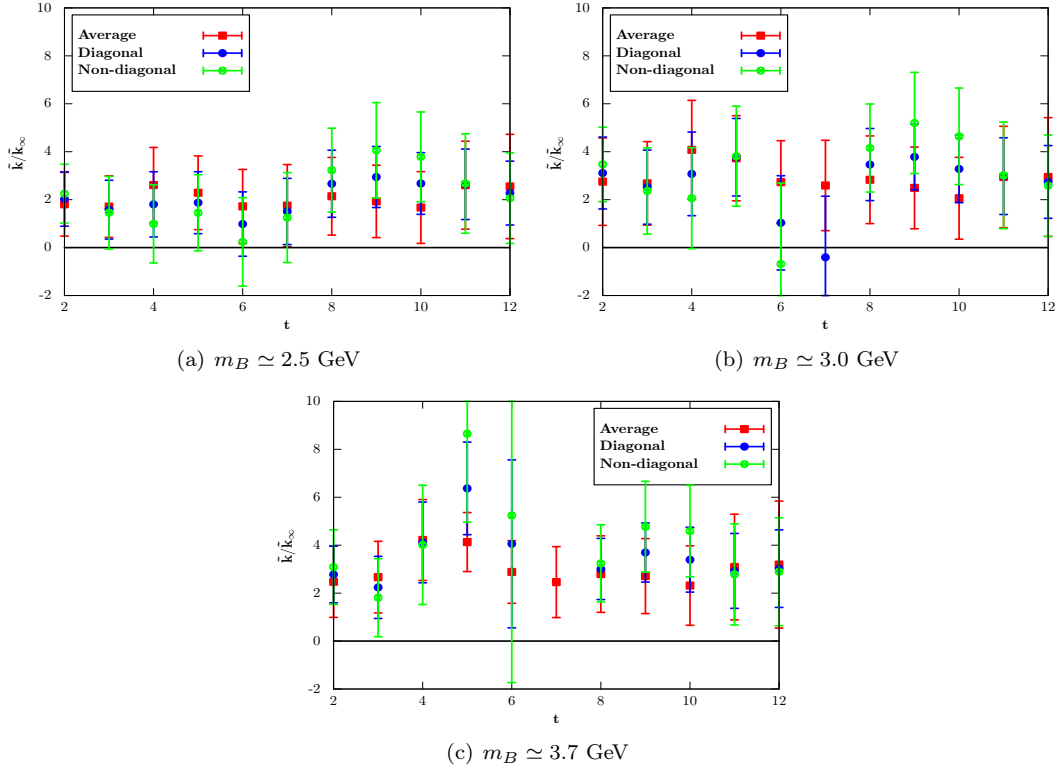 10
8
6
4
2
0
-2
k̃/k̃∞
Average
Diagonal
Non-diagonal
2 4 6 8 10 12
t
(a) m_B ≃ 2.5 GeV
10
8
6
4
2
0
-2
k̃/k̃∞
Average
Diagonal
Non-diagonal
2 4 6 8 10 12
t
(b) m_B ≃ 3.0 GeV
10
8
6
4
2
0
-2
k̃/k̃∞
Average
Diagonal
Non-diagonal
2 4 6 8 10 12
t
(c) m_B ≃ 3.7 GeV